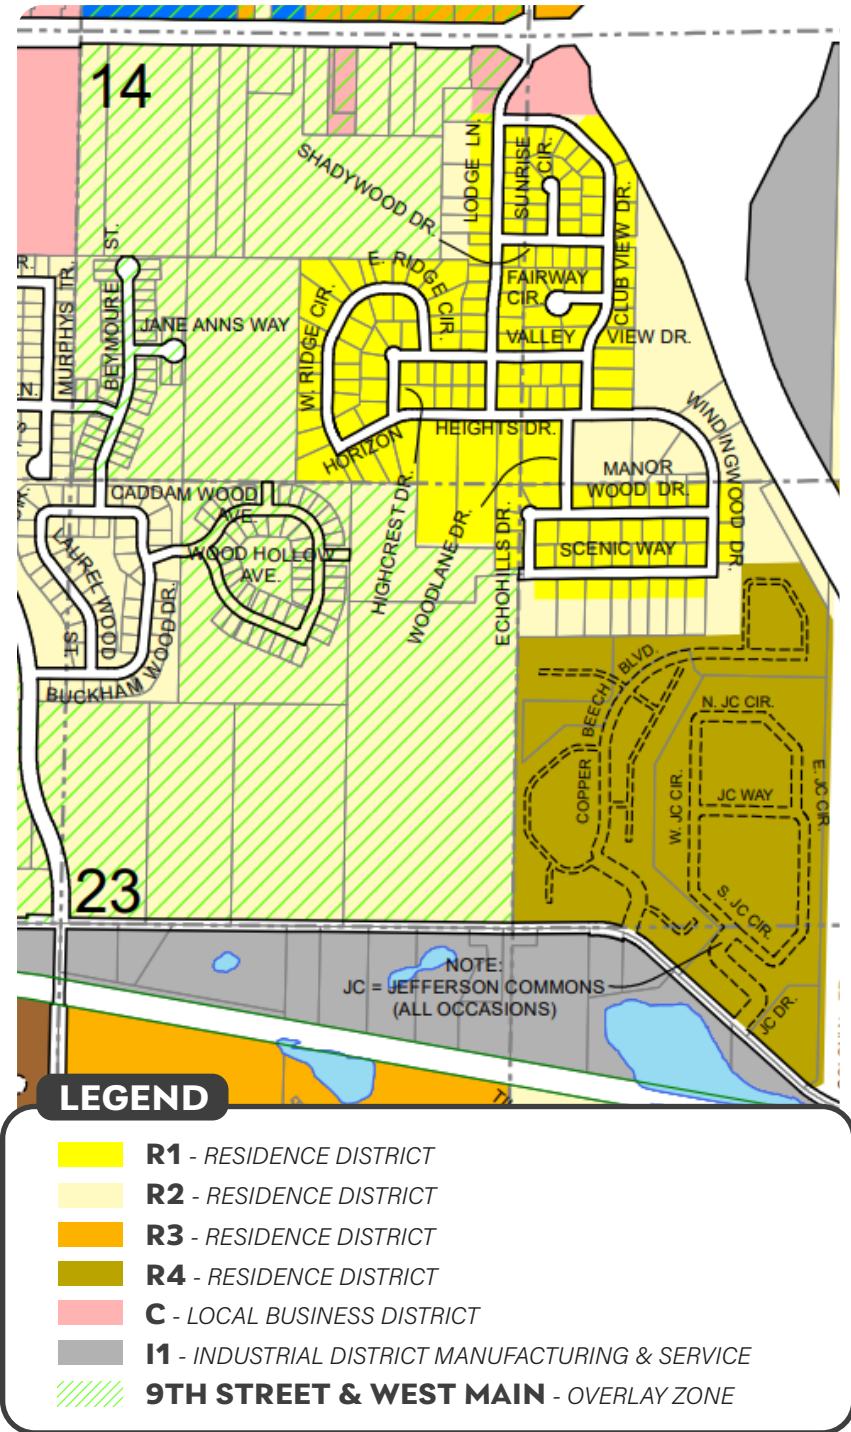 14
SHADYWOOD DR.
LODGE LN.
SUNRISE
CIR.
CLUB VIEW DR.
ST.
BEYMOURE
MURPHYS TR.
R.
JANE ANNS WAY
W. RIDGE CIR.
E. RIDGE CIR.
FAIRWAY
CIR.
VALLEY VIEW DR.
N.
HORIZON HEIGHTS DR.
WINDINGWOOD DR.
MANOR
WOOD DR.
CADDAM WOOD
AVE.
HIGHCREST DR.
WOODLANE DR.
ECHOHILLS DR.
SCENIC WAY
WOOD HOLLOW
AVE.
LAUREL WOOD
ST.
BUCKHAM WOOD DR.
COPPER BEECH BLVD.
N. JC CIR.
JC WAY
W. JC CIR.
E. JC CIR.
S. JC CIR.
JC DR.
23
NOTE:
JC = JEFFERSON COMMONS
(ALL OCCASIONS)
LEGEND
R1 - RESIDENCE DISTRICT
R2 - RESIDENCE DISTRICT
R3 - RESIDENCE DISTRICT
R4 - RESIDENCE DISTRICT
C - LOCAL BUSINESS DISTRICT
I1 - INDUSTRIAL DISTRICT MANUFACTURING & SERVICE
9TH STREET & WEST MAIN - OVERLAY ZONE